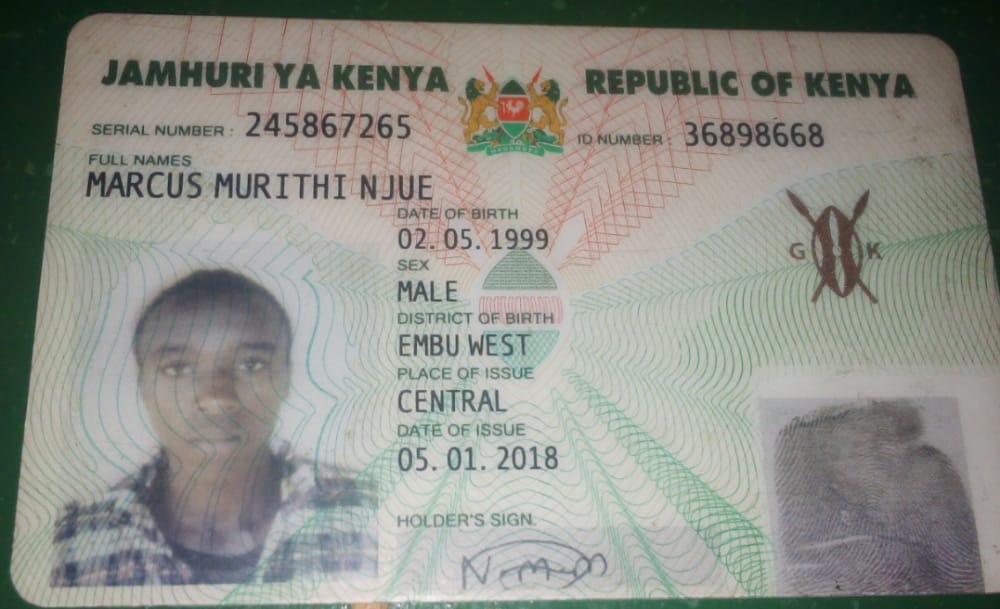 JAMHURI YA KENYA REPUBLIC OF KENYA
SERIAL NUMBER: 245867265 ID NUMBER: 36898668
FULL NAMES
MARCUS MURITHI NJUE
DATE OF BIRTH
02. 05. 1999
SEX
MALE
G K
DISTRICT OF BIRTH
EMBU WEST
PLACE OF ISSUE
CENTRAL
DATE OF ISSUE
05. 01. 2018
HOLDER'S SIGN.